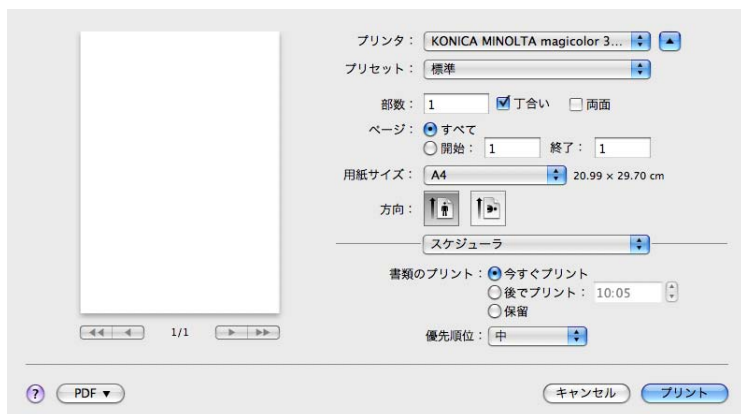 プリンタ： KONICA MINOLTA magicolor 3...
プリセット： 標準
部数： 1 丁合い 両面
ページ： すべて
開始： 1 終了： 1
用紙サイズ： A4 20.99 × 29.70 cm
方向：
スケジューラ
書類のプリント： 今すぐプリント
後でプリント： 10:05
保留
1/1
優先順位： 中
? PDF ▼ キャンセル プリント